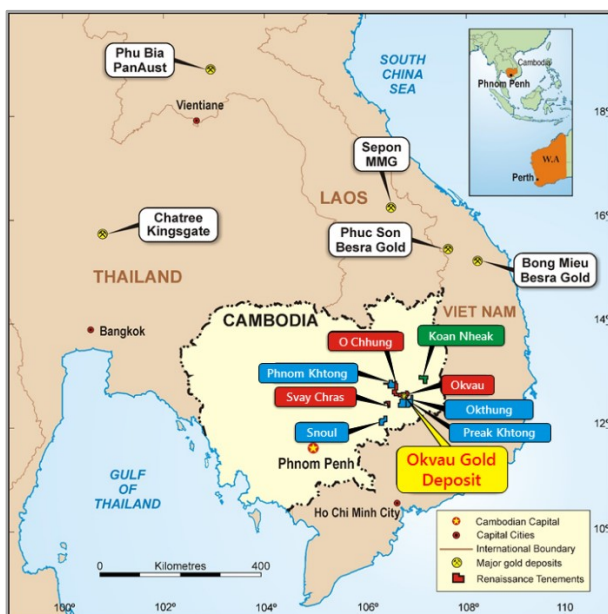 Phu Bia
PanAust
Vientiane
SOUTH
CHINA
SEA
Cambodia
Phnom Penh
W.A
Perth
Sepon
MMG
LAOS
Chatree
Kingsgate
Phuc Son
Besra Gold
Bong Mieu
Besra Gold
THAILAND
VIET NAM
CAMBODIA
Bangkok
O Chhung
Koan Nheak
Phnom Khtong
Okvau
Svay Chras
Okthung
Snoul
Preak Khtong
Phnom Penh
Okvau Gold
Deposit
GULF
OF
THAILAND
Ho Chi Minh City
16°
14°
12°
10°
0 Kilometres 400
Cambodian Capital
Capital Cities
International Boundary
Major gold deposits
Renaissance Tenements
100° 102° 104° 106° 108°